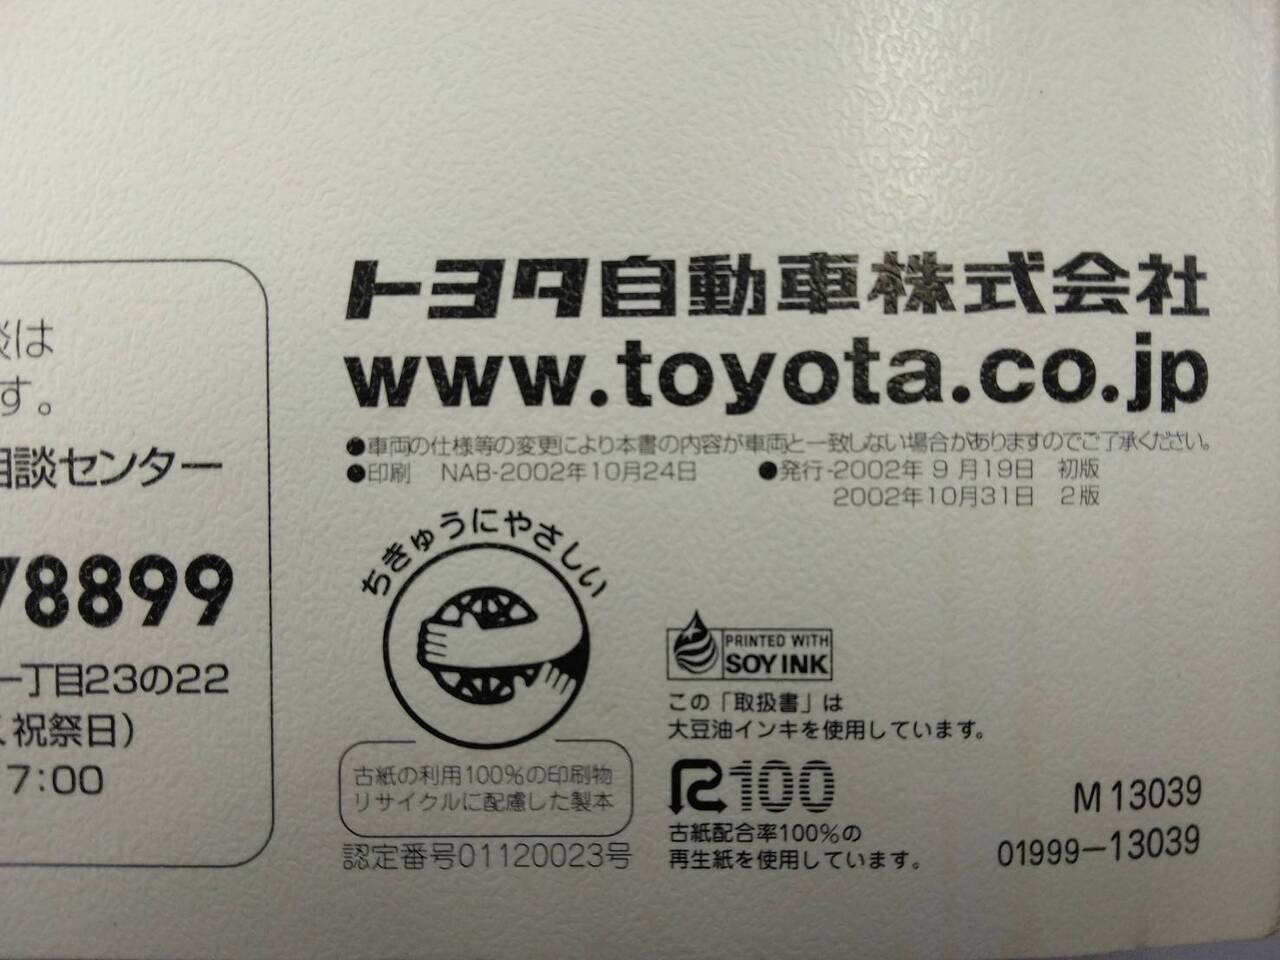 談は
す。
相談センター
78899
一丁目23の22
祝祭日)
7:00
トヨタ自動車株式会社
www.toyota.co.jp
●車両の仕様等の変更により本書の内容が車両と一致しない場合がありますのでご了承ください。
●印刷 NAB-2002年10月24日 ●発行-2002年 9月19日 初版
2002年10月31日 2版
ちきゅうにやさしい
古紙の利用100%の印刷物
リサイクルに配慮した製本
認定番号01120023号
PRINTED WITH
SOY INK
この「取扱書」は
大豆油インキを使用しています。
R100
古紙配合率100%の
再生紙を使用しています。
M 13039
01999-13039